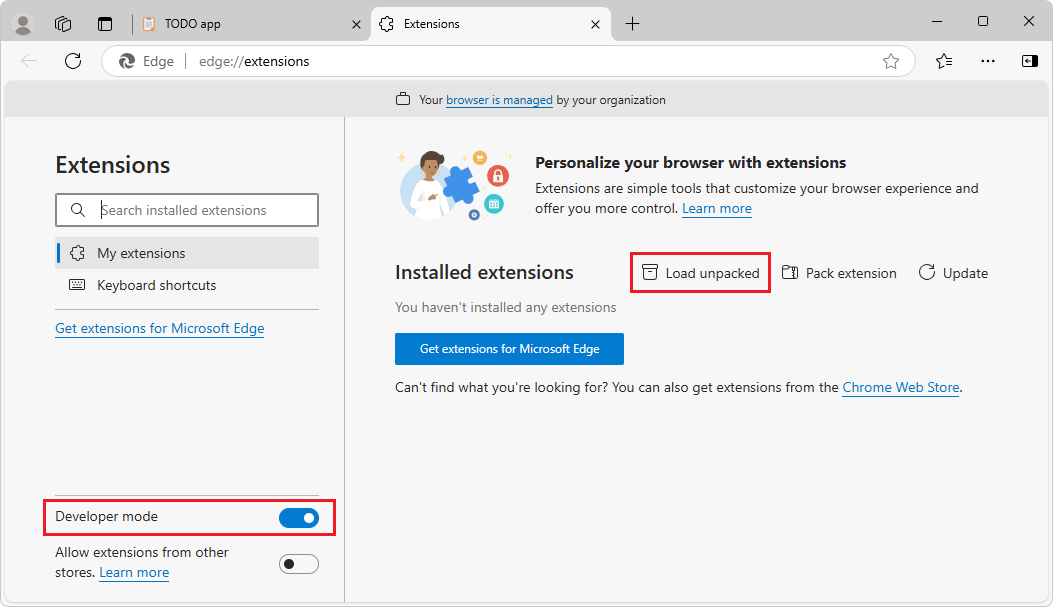 TODO app
Extensions
Edge
edge://extensions
Your browser is managed by your organization
Extensions
Search installed extensions
My extensions
Keyboard shortcuts
Get extensions for Microsoft Edge
Developer mode
Allow extensions from other
stores. Learn more
Personalize your browser with extensions
Extensions are simple tools that customize your browser experience and
offer you more control. Learn more
Installed extensions
Load unpacked
Pack extension
Update
You haven't installed any extensions
Get extensions for Microsoft Edge
Can't find what you're looking for? You can also get extensions from the Chrome Web Store.